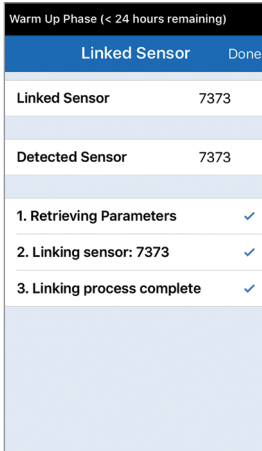 Warm Up Phase (< 24 hours remaining)
Linked Sensor Done
Linked Sensor 7373
Detected Sensor 7373
1. Retrieving Parameters
2. Linking sensor: 7373
3. Linking process complete